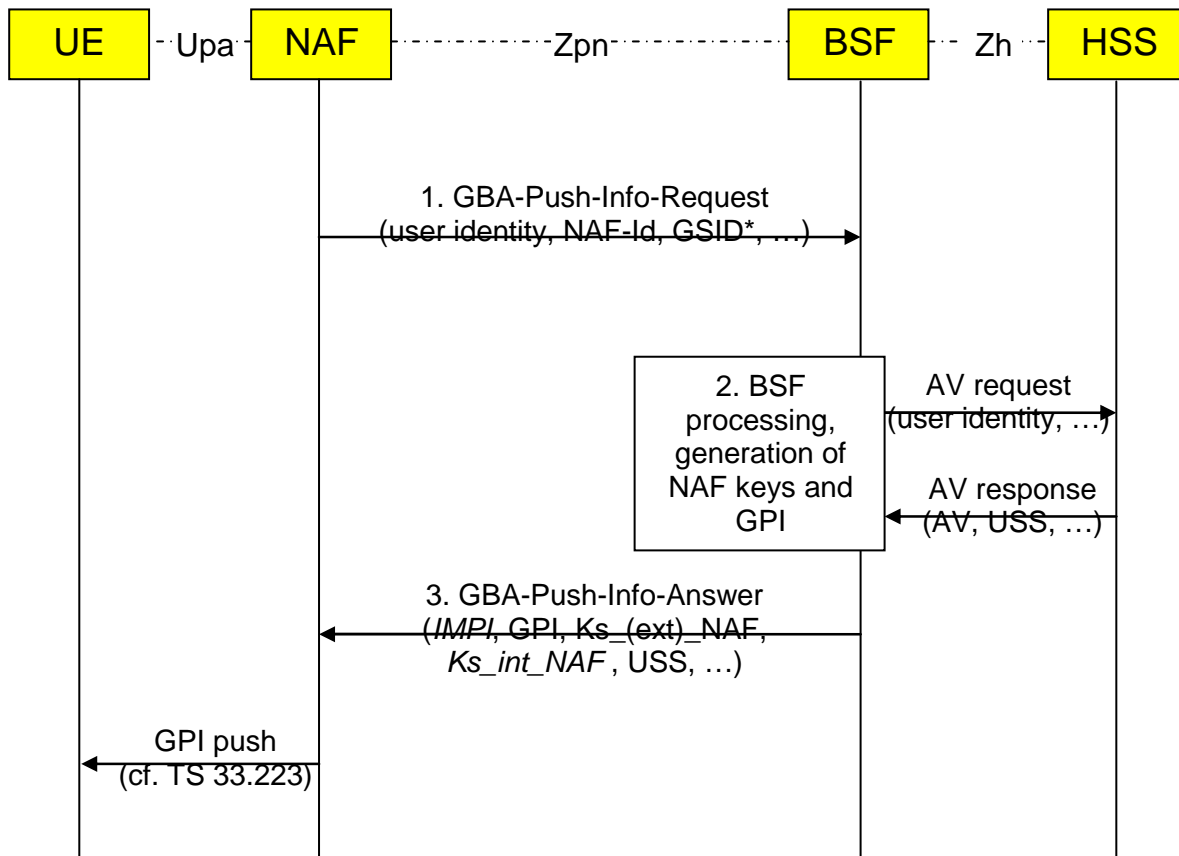 UE Upa NAF Zpn BSF Zh HSS
1. GBA-Push-Info-Request
(user identity, NAF-Id, GSID*, …)
2. BSF
processing,
generation of
NAF keys and
GPI
AV request
(user identity, …)
AV response
(AV, USS, …)
3. GBA-Push-Info-Answer
(IMPI, GPI, Ks_(ext)_NAF,
Ks_int_NAF , USS, …)
GPI push
(cf. TS 33.223)